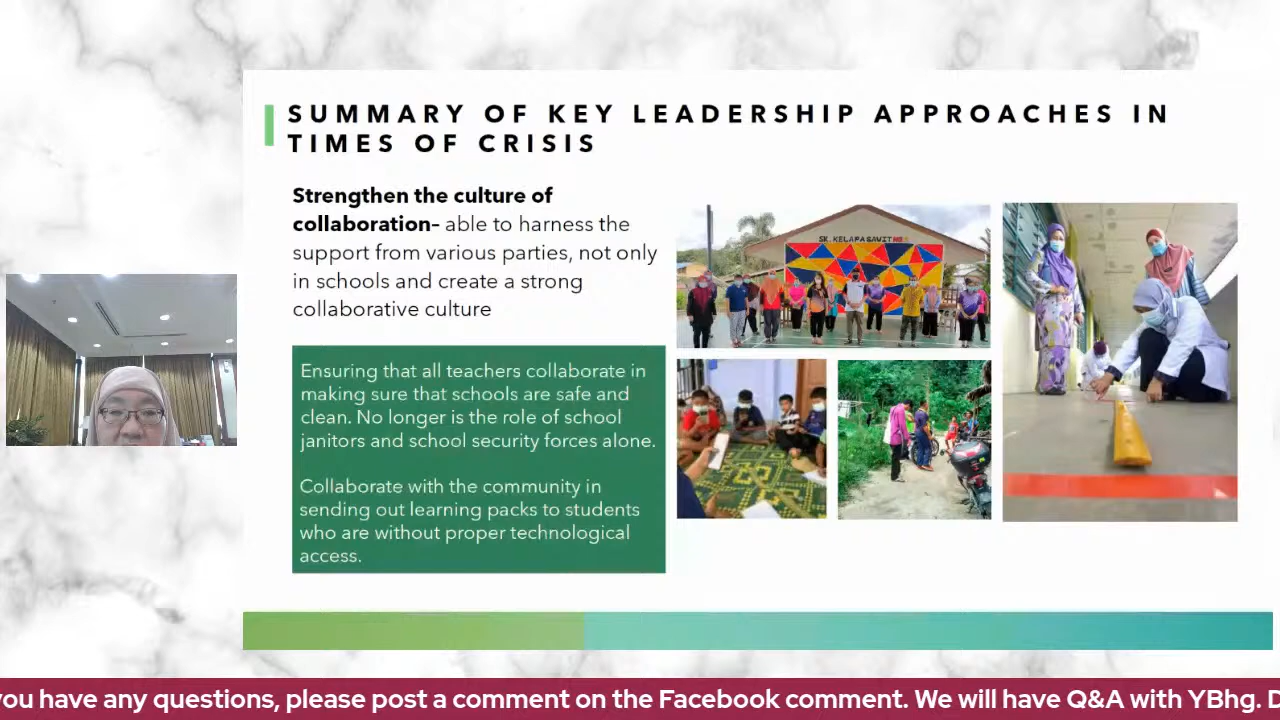 SUMMARY OF KEY LEADERSHIP APPROACHES IN
TIMES OF CRISIS
Strengthen the culture of
collaboration– able to harness the
support from various parties, not only
in schools and create a strong
collaborative culture
Ensuring that all teachers collaborate in
making sure that schools are safe and
clean. No longer is the role of school
janitors and school security forces alone.
Collaborate with the community in
sending out learning packs to students
who are without proper technological
access.
SK. KELAPA SAWIT
you have any questions, please post a comment on the Facebook comment. We will have Q&A with YBhg. D